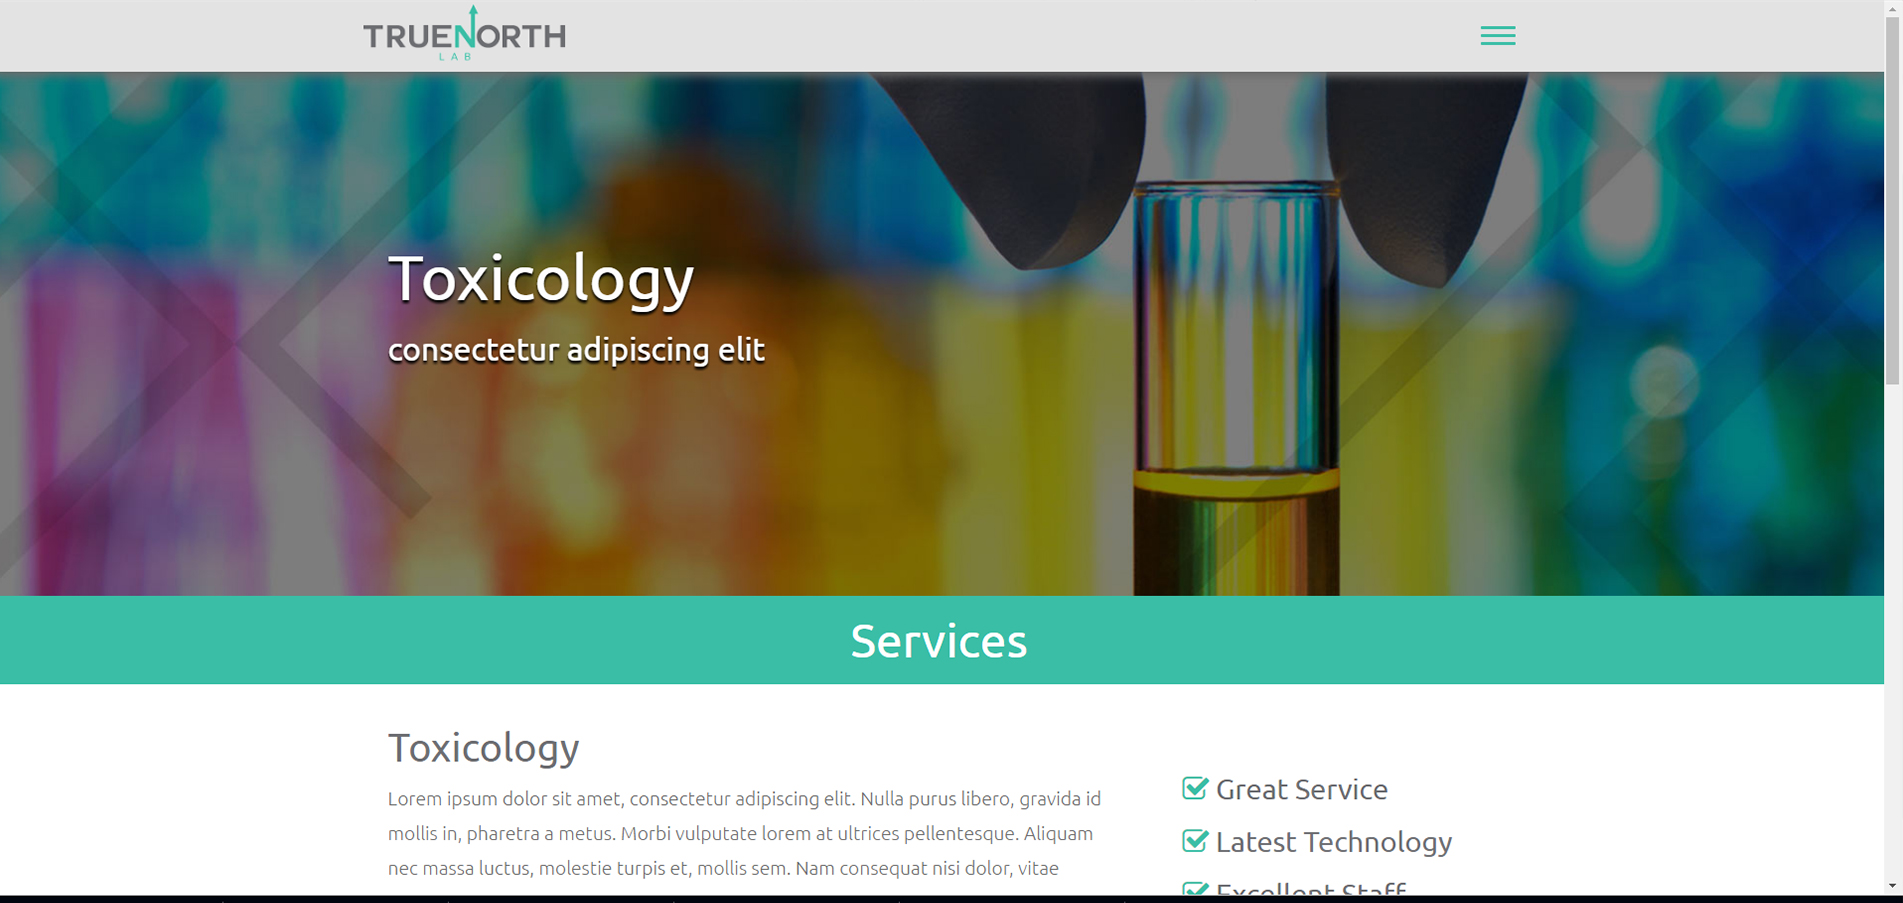 TRUENORTH
LAB
Toxicology
consectetur adipiscing elit
Services
Toxicology
Lorem ipsum dolor sit amet, consectetur adipiscing elit. Nulla purus libero, gravida id
mollis in, pharetra a metus. Morbi vulputate lorem at ultrices pellentesque. Aliquam
nec massa luctus, molestie turpis et, mollis sem. Nam consequat nisi dolor, vitae
Great Service
Latest Technology
Excellent Staff